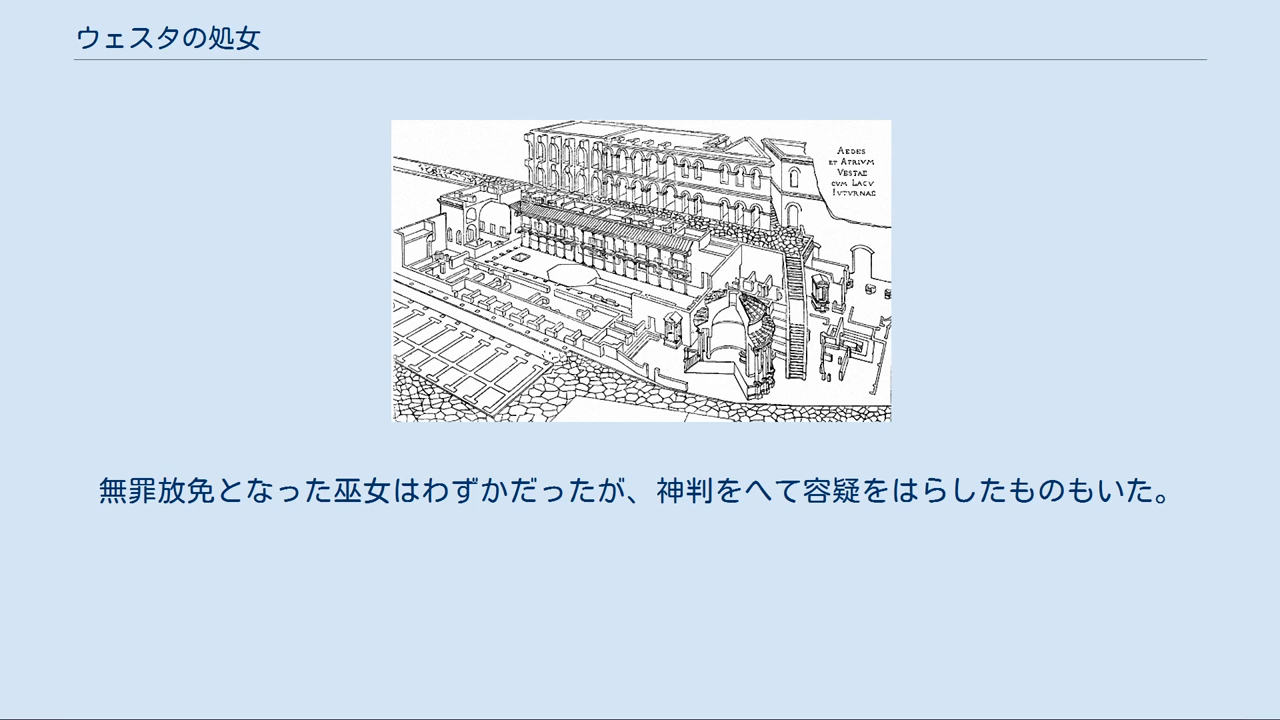 ウェスタの処女
AEDES
ET ATRIVM
VESTAE
CVM LACV
IVTVRNAE
無罪放免となった巫女はわずかだったが、神判をへて容疑をはらしたものもいた。